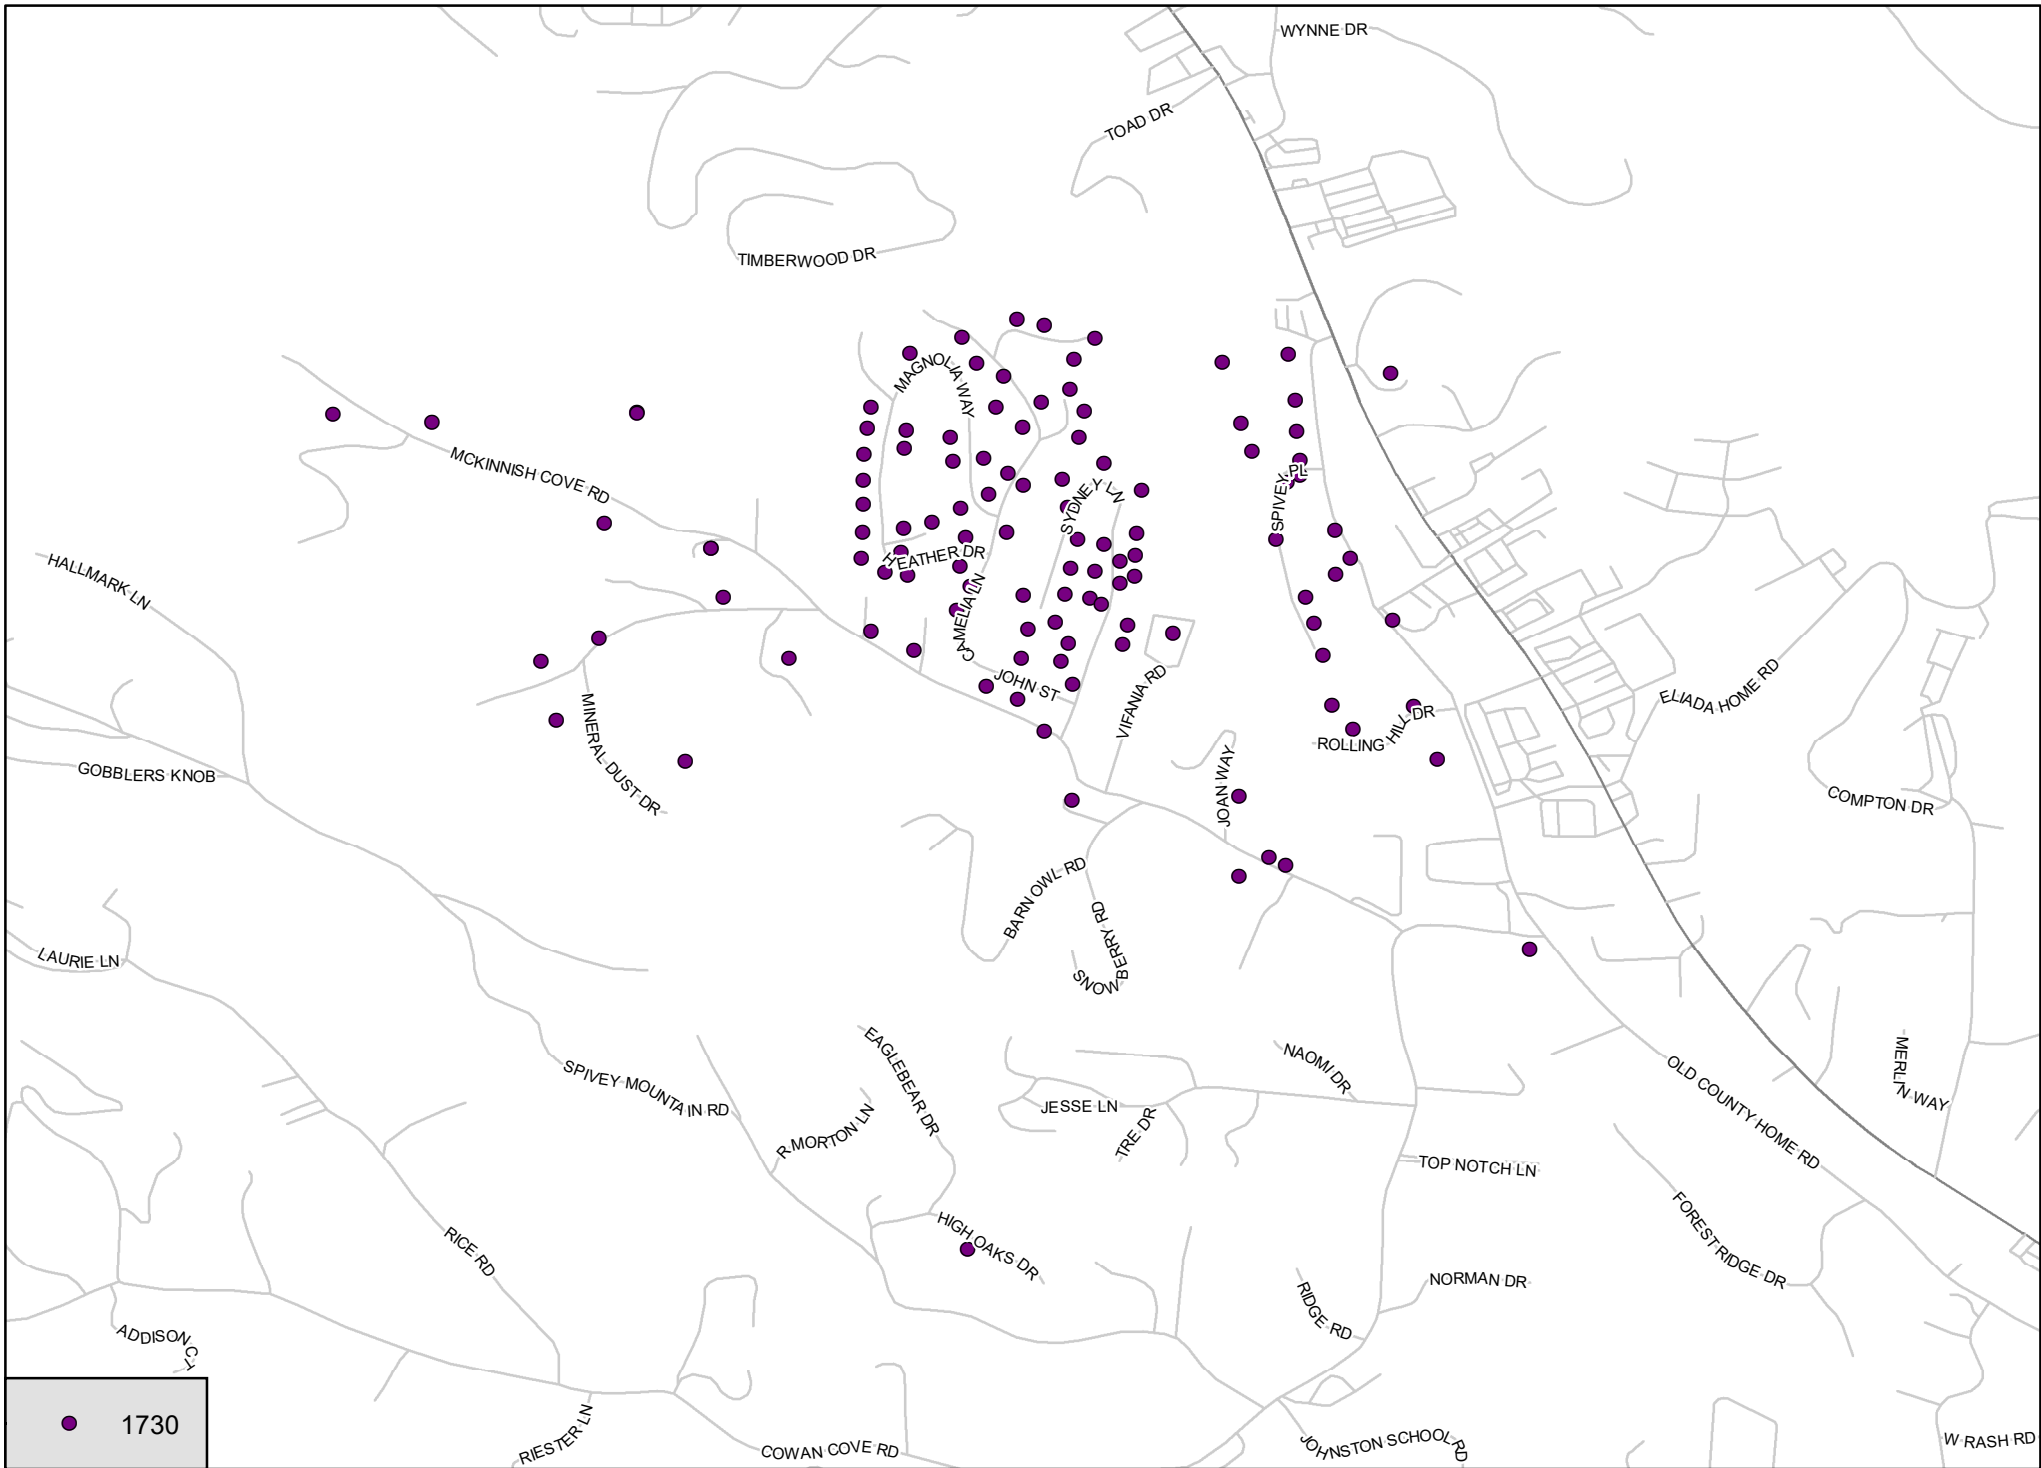 WYNNE DR
TOAD DR
TIMBERWOOD DR
MAGNOLIA WAY
MCKINNISH COVE RD
SPIVEY PL
SYDNEY LN
HEATHER DR
HALLMARK LN
CAMELIA LN
JOHN ST
VIFANIA RD
ELIADA HOME RD
MINERAL DUST DR
ROLLING HILL DR
GOBBLERS KNOB
JOAN WAY
COMPTON DR
BARN OWL RD
SNOWBERRY RD
LAURIE LN
EAGLEBEAR DR
NAOMI DR
MERLIN WAY
SPIVEY MOUNTAIN RD
JESSE LN
OLD COUNTY HOME RD
R MORTON LN
TRE DR
TOP NOTCH LN
RICE RD
HIGH OAKS DR
FOREST RIDGE DR
NORMAN DR
RIDGE RD
ADDISON CT
1730
RIESTER LN
COWAN COVE RD
JOHNSTON SCHOOL RD
W RASH RD